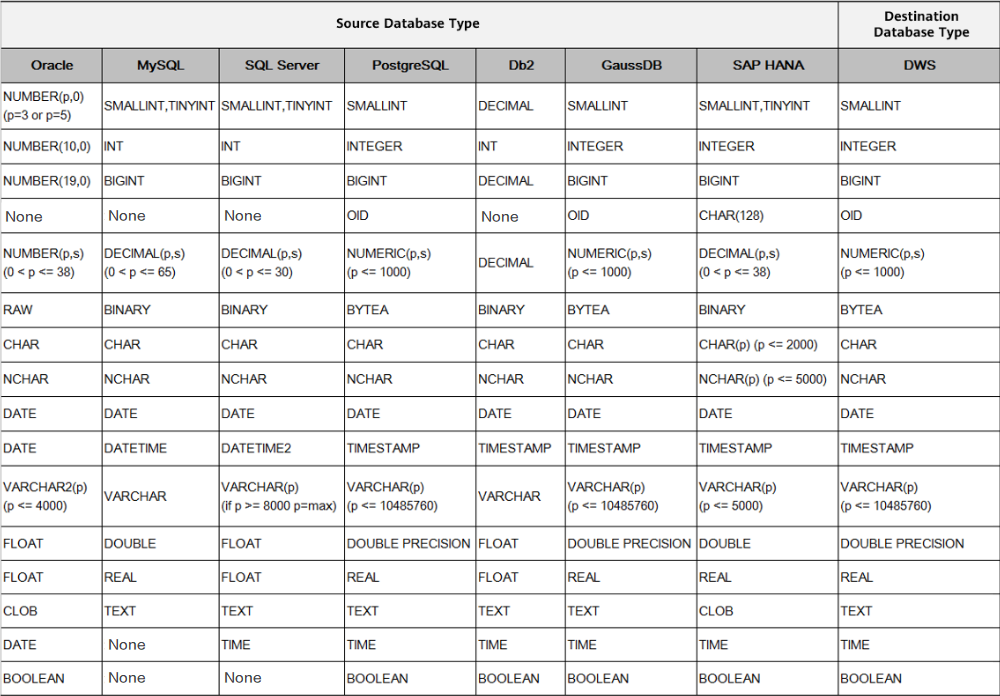 Source Database Type
Destination
Database Type
Oracle MySQL SQL Server PostgreSQL Db2 GaussDB SAP HANA DWS
NUMBER(p,0)
(p=3 or p=5) SMALLINT,TINYINT SMALLINT,TINYINT SMALLINT DECIMAL SMALLINT SMALLINT,TINYINT SMALLINT
NUMBER(10,0) INT INT INTEGER INT INTEGER INTEGER INTEGER
NUMBER(19,0) BIGINT BIGINT BIGINT DECIMAL BIGINT BIGINT BIGINT
None None None OID None OID CHAR(128) OID
NUMBER(p,s) DECIMAL(p,s) DECIMAL(p,s) NUMERIC(p,s) DECIMAL NUMERIC(p,s) DECIMAL(p,s) NUMERIC(p,s)
(0 < p <= 38) (0 < p <= 65) (0 < p <= 30) (p <= 1000) (p <= 1000) (0 < p <= 38) (p <= 1000)
RAW BINARY BINARY BYTEA BINARY BYTEA BINARY BYTEA
CHAR CHAR CHAR CHAR CHAR CHAR CHAR(p) (p <= 2000) CHAR
NCHAR NCHAR NCHAR NCHAR NCHAR NCHAR NCHAR(p) (p <= 5000) NCHAR
DATE DATE DATE DATE DATE DATE DATE DATE
DATE DATETIME DATETIME2 TIMESTAMP TIMESTAMP TIMESTAMP TIMESTAMP TIMESTAMP
VARCHAR2(p) VARCHAR VARCHAR(p) VARCHAR(p) VARCHAR VARCHAR(p) VARCHAR(p) VARCHAR(p)
(p <= 4000) (if p >= 8000 p=max) (p <= 10485760) (p <= 10485760) (p <= 5000) (p <= 10485760)
FLOAT DOUBLE FLOAT DOUBLE PRECISION FLOAT DOUBLE PRECISION DOUBLE DOUBLE PRECISION
FLOAT REAL FLOAT REAL FLOAT REAL REAL REAL
CLOB TEXT TEXT TEXT TEXT TEXT CLOB TEXT
DATE None TIME TIME TIME TIME TIME TIME
BOOLEAN None None BOOLEAN BOOLEAN BOOLEAN BOOLEAN BOOLEAN